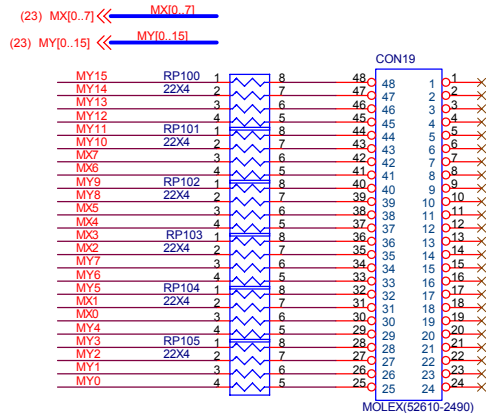 (23) MX[0..7] MX[0..7]
(23) MY[0..15] MY[0..15]
CON19
MY15 RP100 1 8 48 48 1 1
MY14 22X4 2 7 47 47 2 2
MY13 3 6 46 46 3 3
MY12 4 5 45 45 4 4
MY11 RP101 1 8 44 44 5 5
MY10 22X4 2 7 43 43 6 6
MX7 3 6 42 42 7 7
MX6 4 5 41 41 8 8
MY9 RP102 1 8 40 40 9 9
MY8 22X4 2 7 39 39 10 10
MX5 3 6 38 38 11 11
MX4 4 5 37 37 12 12
MX3 RP103 1 8 36 36 13 13
MX2 22X4 2 7 35 35 14 14
MY7 3 6 34 34 15 15
MY6 4 5 33 33 16 16
MY5 RP104 1 8 32 32 17 17
MX1 22X4 2 7 31 31 18 18
MX0 3 6 30 30 19 19
MY4 4 5 29 29 20 20
MY3 RP105 1 8 28 28 21 21
MY2 22X4 2 7 27 27 22 22
MY1 3 6 26 26 23 23
MY0 4 5 25 25 24 24
MOLEX(52610-2490)